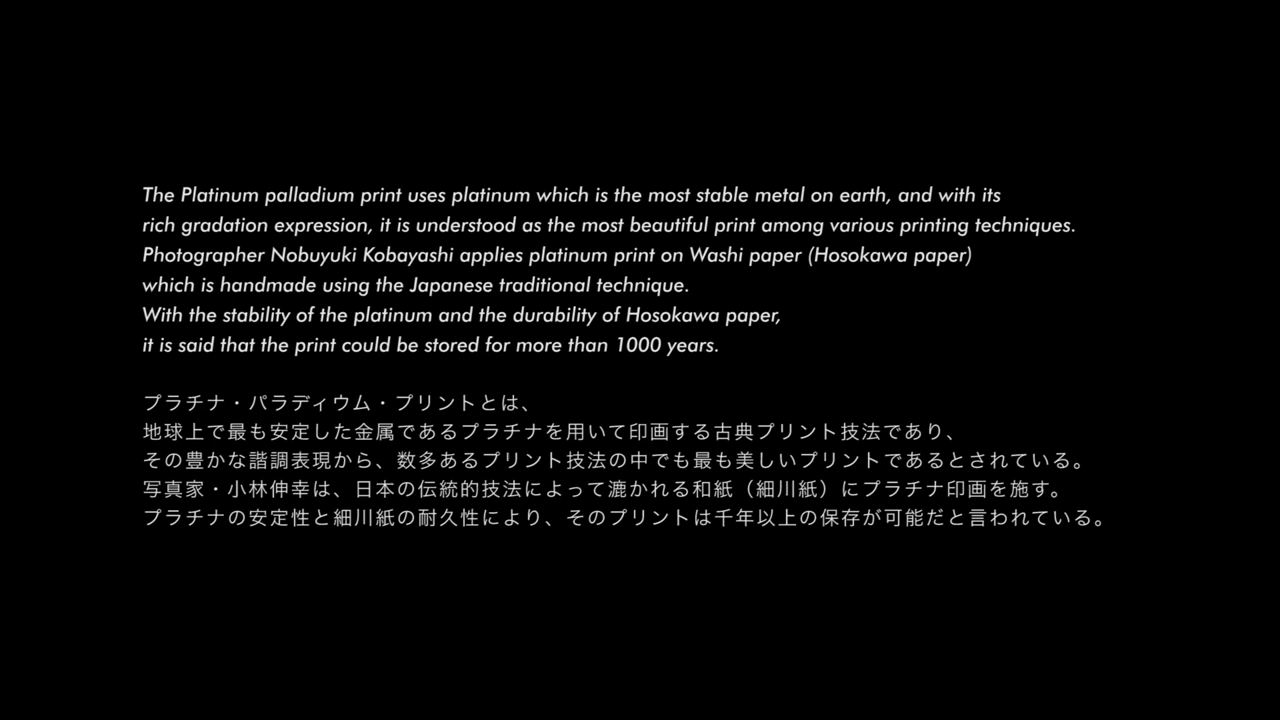 The Platinum palladium print uses platinum which is the most stable metal on earth, and with its
rich gradation expression, it is understood as the most beautiful print among various printing techniques.
Photographer Nobuyuki Kobayashi applies platinum print on Washi paper (Hosokawa paper)
which is handmade using the Japanese traditional technique.
With the stability of the platinum and the durability of Hosokawa paper,
it is said that the print could be stored for more than 1000 years.
プラチナ・パラディウム・プリントとは、
地球上で最も安定した金属であるプラチナを用いて印画する古典プリント技法であり、
その豊かな諧調表現から、数多あるプリント技法の中でも最も美しいプリントであるとされている。
写真家・小林伸幸は、日本の伝統的技法によって漉かれる和紙（細川紙）にプラチナ印画を施す。
プラチナの安定性と細川紙の耐久性により、そのプリントは千年以上の保存が可能だと言われている。